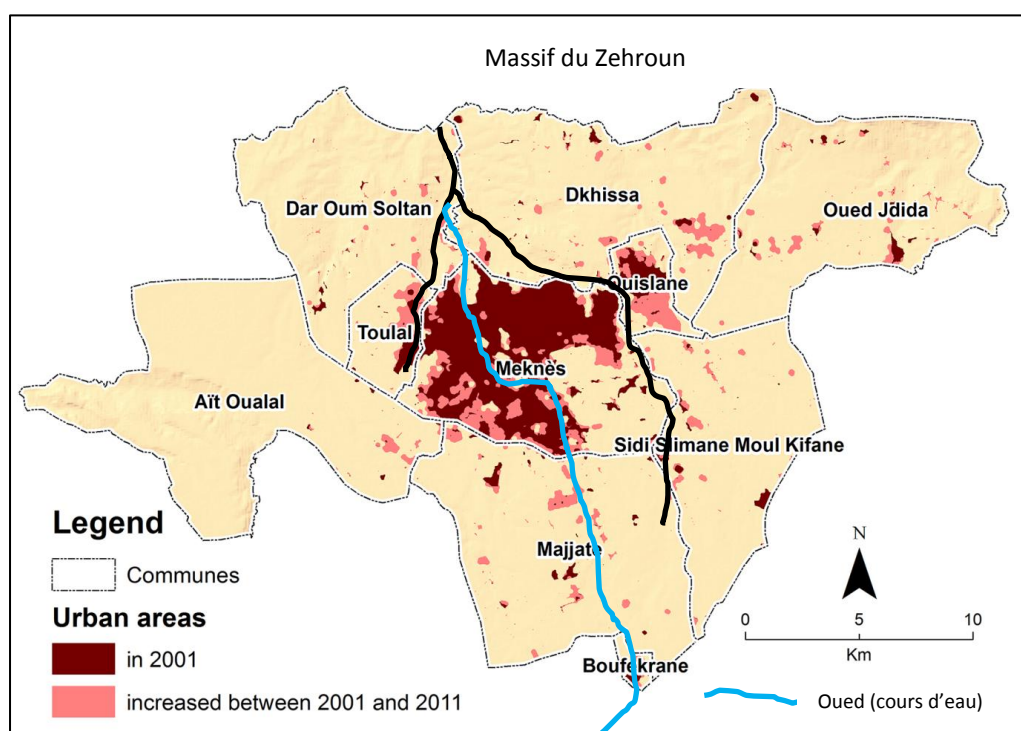 Massif du Zehroun
Dar Oum Soltan
Dkhissa
Oued Jdida
Ouislane
Toulal
Meknès
Aït Oualal
Sidi Slimane Moul Kifane
Majjate
Boufekrane
Legend
Communes
Urban areas
in 2001
increased between 2001 and 2011
N
0 5 10
Km
Oued (cours d’eau)